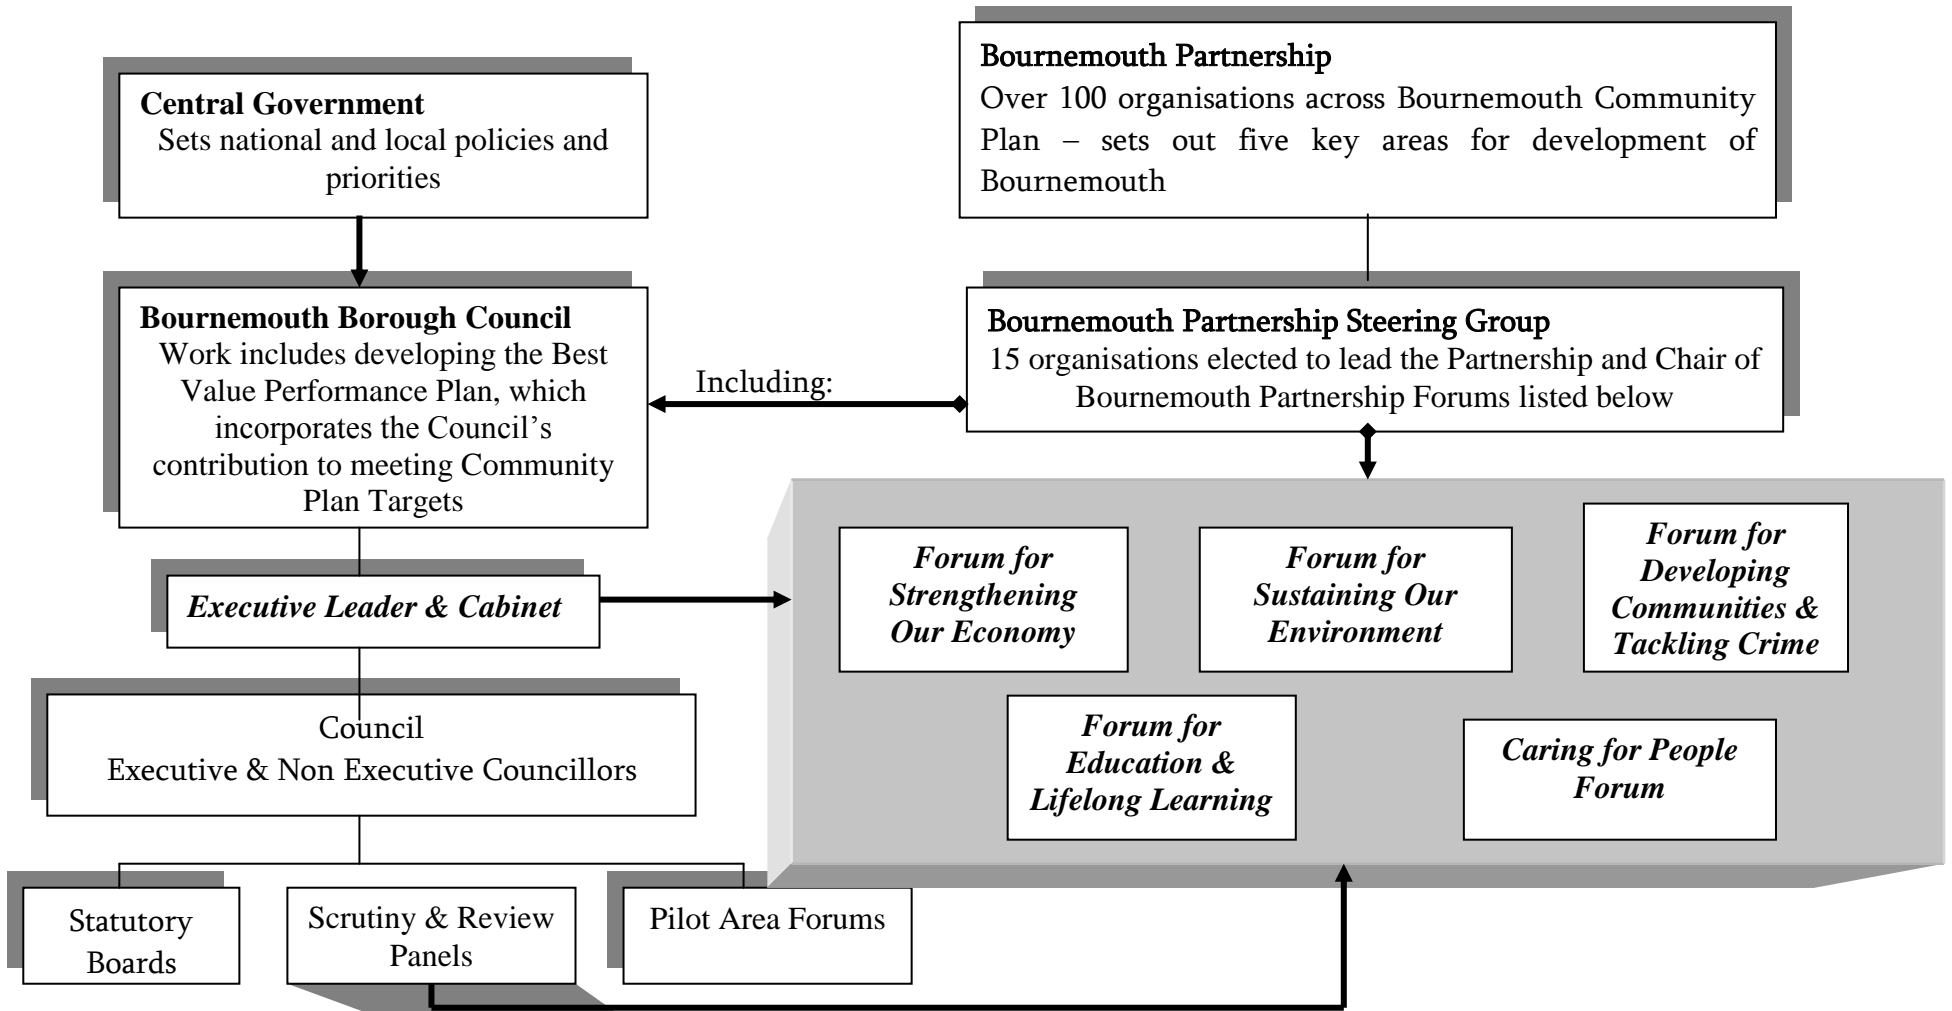 Central Government
Sets national and local policies and
priorities
Bournemouth Partnership
Over 100 organisations across Bournemouth Community
Plan – sets out five key areas for development of
Bournemouth
Bournemouth Borough Council
Work includes developing the Best
Value Performance Plan, which
incorporates the Council’s
contribution to meeting Community
Plan Targets
Including:
Bournemouth Partnership Steering Group
15 organisations elected to lead the Partnership and Chair of
Bournemouth Partnership Forums listed below
Executive Leader & Cabinet
Forum for
Strengthening
Our Economy
Forum for
Sustaining Our
Environment
Forum for
Developing
Communities &
Tackling Crime
Forum for
Education &
Lifelong Learning
Caring for People
Forum
Council
Executive & Non Executive Councillors
Statutory
Boards
Scrutiny & Review
Panels
Pilot Area Forums